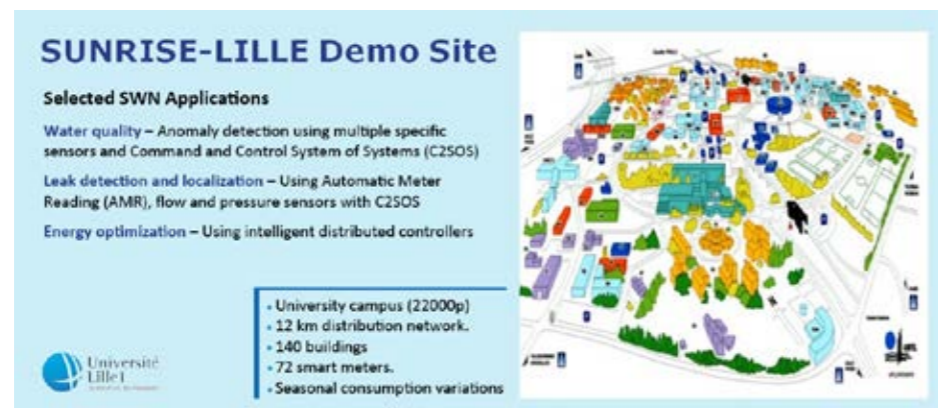 SUNRISE-LILLE Demo Site
Selected SWN Applications
Water quality – Anomaly detection using multiple specific
sensors and Command and Control System of Systems (C2SOS)
Leak detection and localization – Using Automatic Meter
Reading (AMR), flow and pressure sensors with C2SOS
Energy optimization – Using intelligent distributed controllers
• University campus (22000p)
• 12 km distribution network.
• 140 buildings
• 72 smart meters.
• Seasonal consumption variations
Université
Lille1